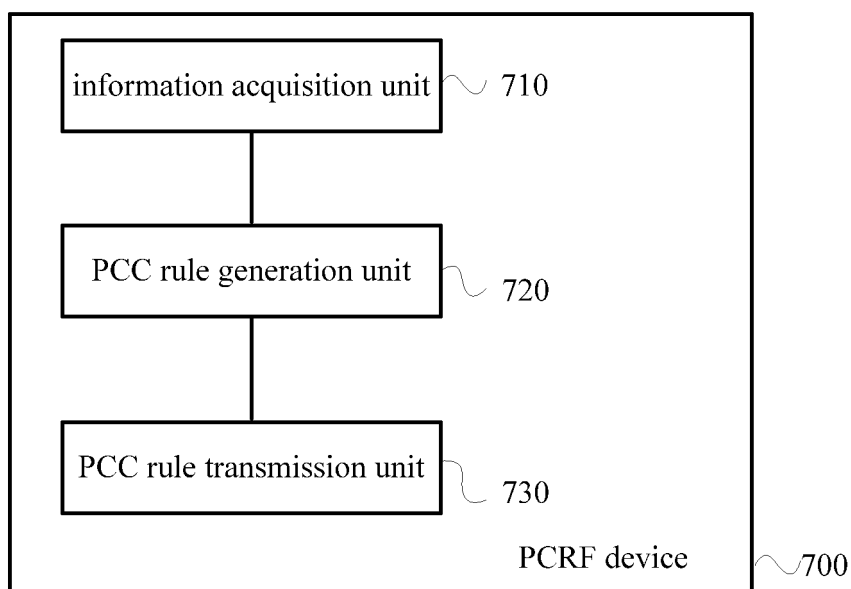 information acquisition unit 710
PCC rule generation unit 720
PCC rule transmission unit 730
PCRF device 700